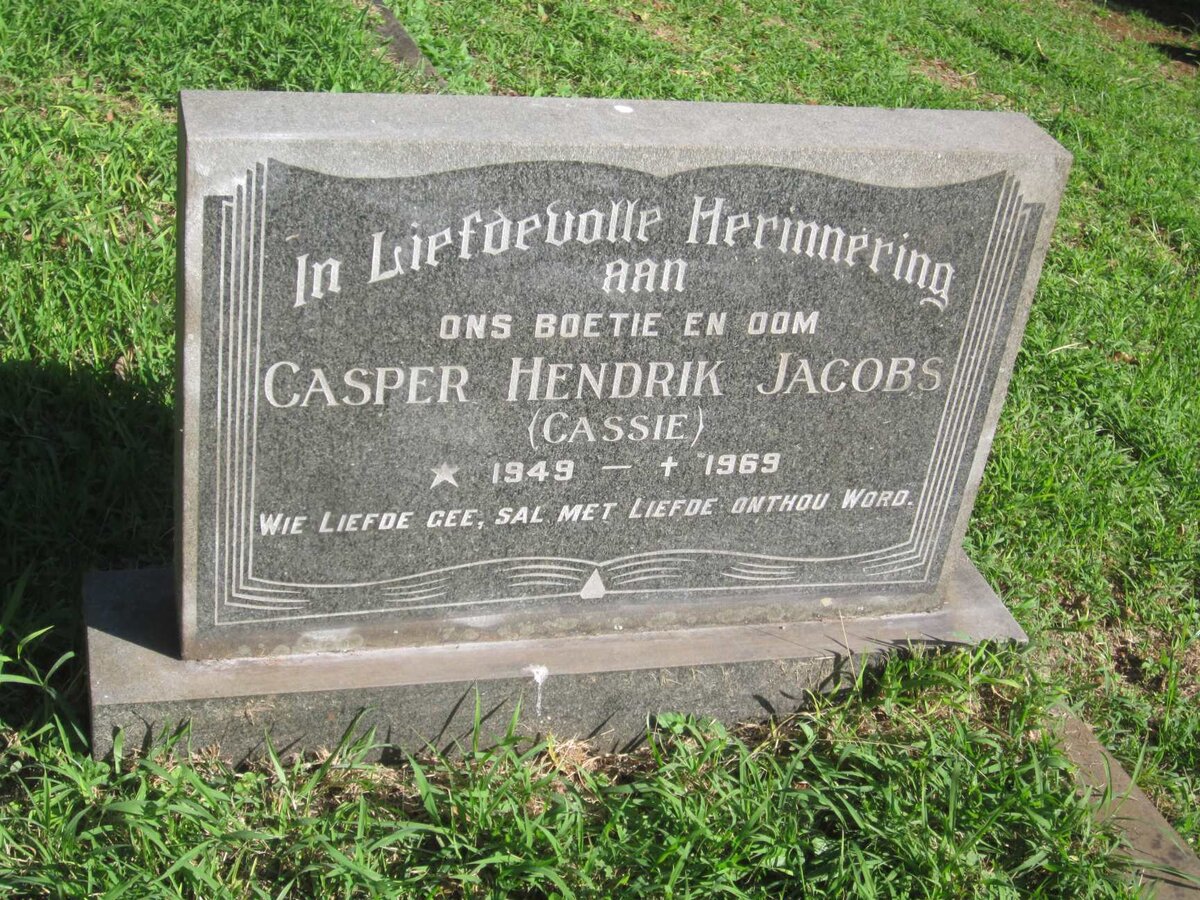 In Liefdevolle Herinnering
aan
ONS BOETIE EN OOM
CASPER HENDRIK JACOBS
(CASSIE)
★ 1949 — ✝ 1969
WIE LIEFDE GEE, SAL MET LIEFDE ONTHOU WORD.